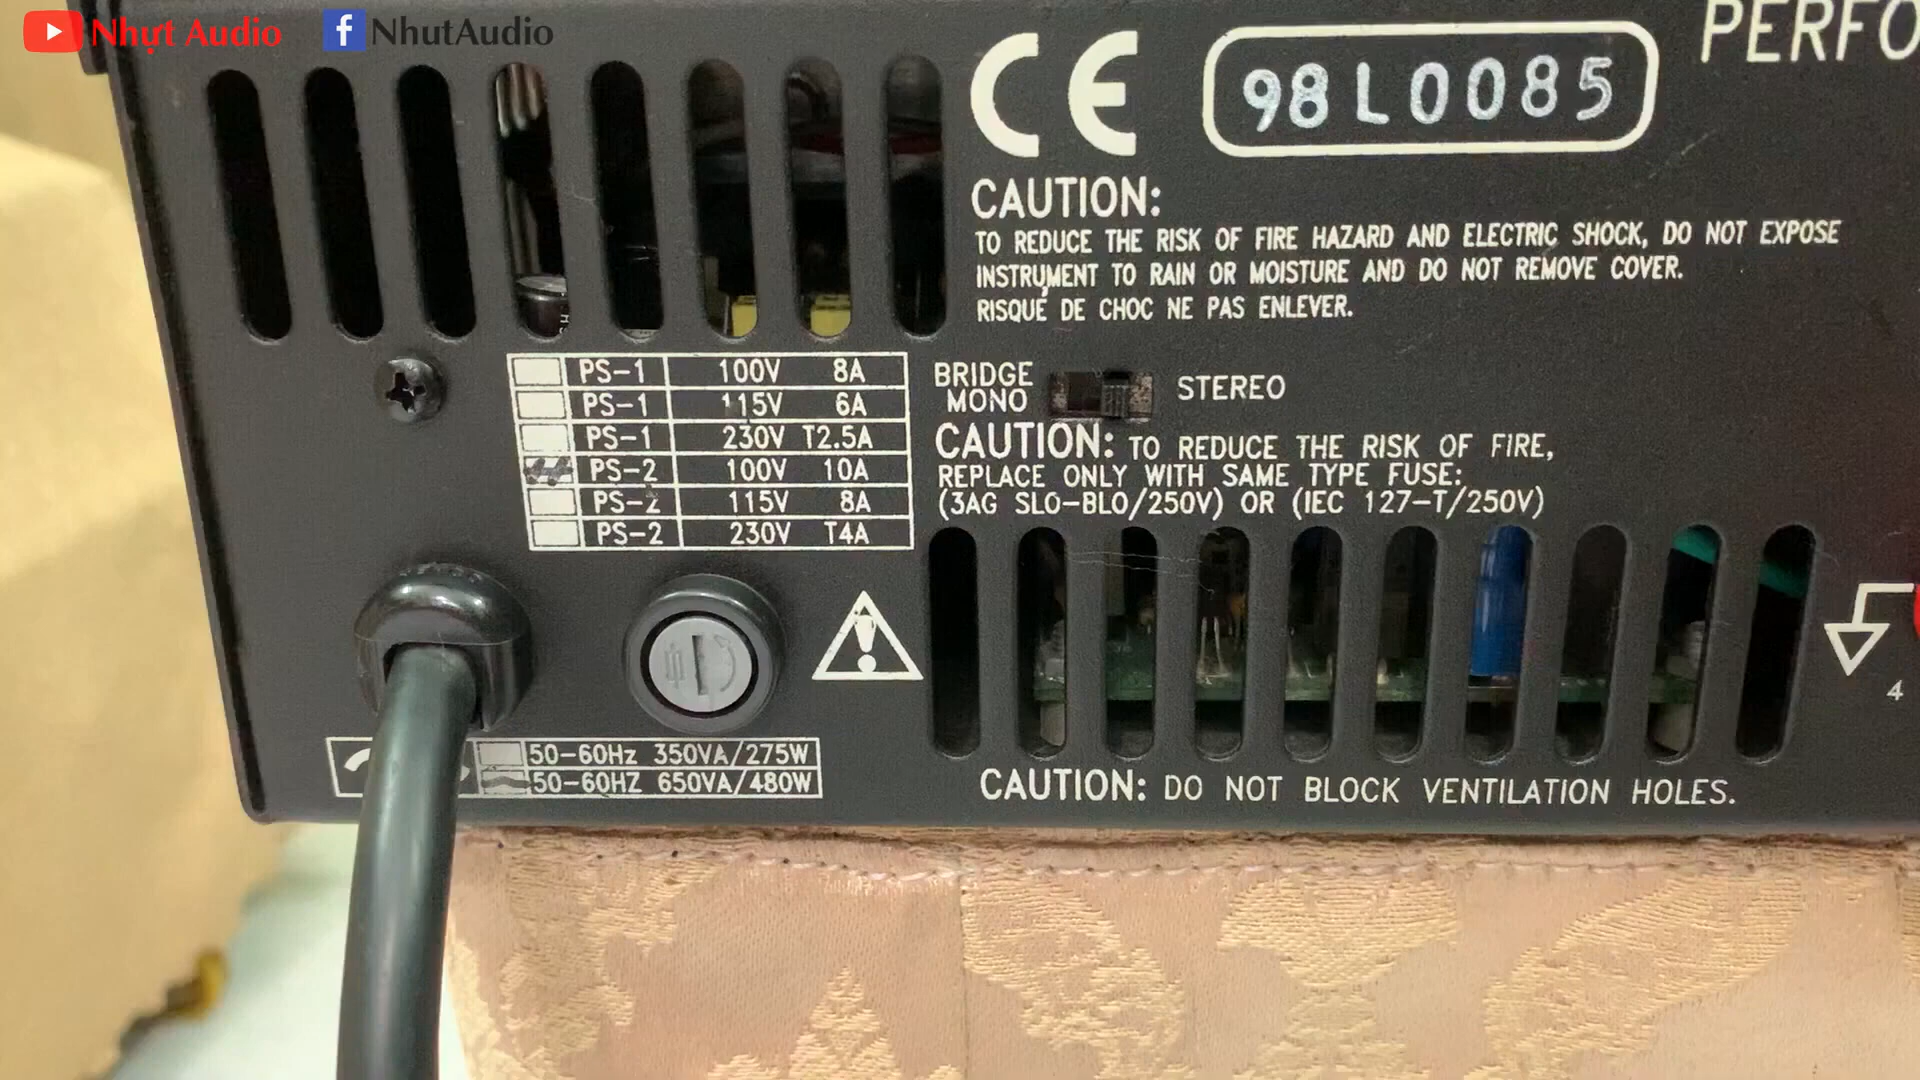 Nhựt Audio
NhutAudio
CE
98L0085
CAUTION:
TO REDUCE THE RISK OF FIRE HAZARD AND ELECTRIC SHOCK, DO NOT EXPOSE
INSTRUMENT TO RAIN OR MOISTURE AND DO NOT REMOVE COVER.
RISQUE DE CHOC NE PAS ENLEVER.
PS-1 100V 8A
PS-1 115V 6A
PS-1 230V T2.5A
PS-2 100V 10A
PS-2 115V 8A
PS-2 230V T4A
BRIDGE
MONO
STEREO
CAUTION: TO REDUCE THE RISK OF FIRE,
REPLACE ONLY WITH SAME TYPE FUSE:
(3AG SLO-BLO/250V) OR (IEC 127-T/250V)
4
50-60Hz 350VA/275W
50-60HZ 650VA/480W
CAUTION: DO NOT BLOCK VENTILATION HOLES.